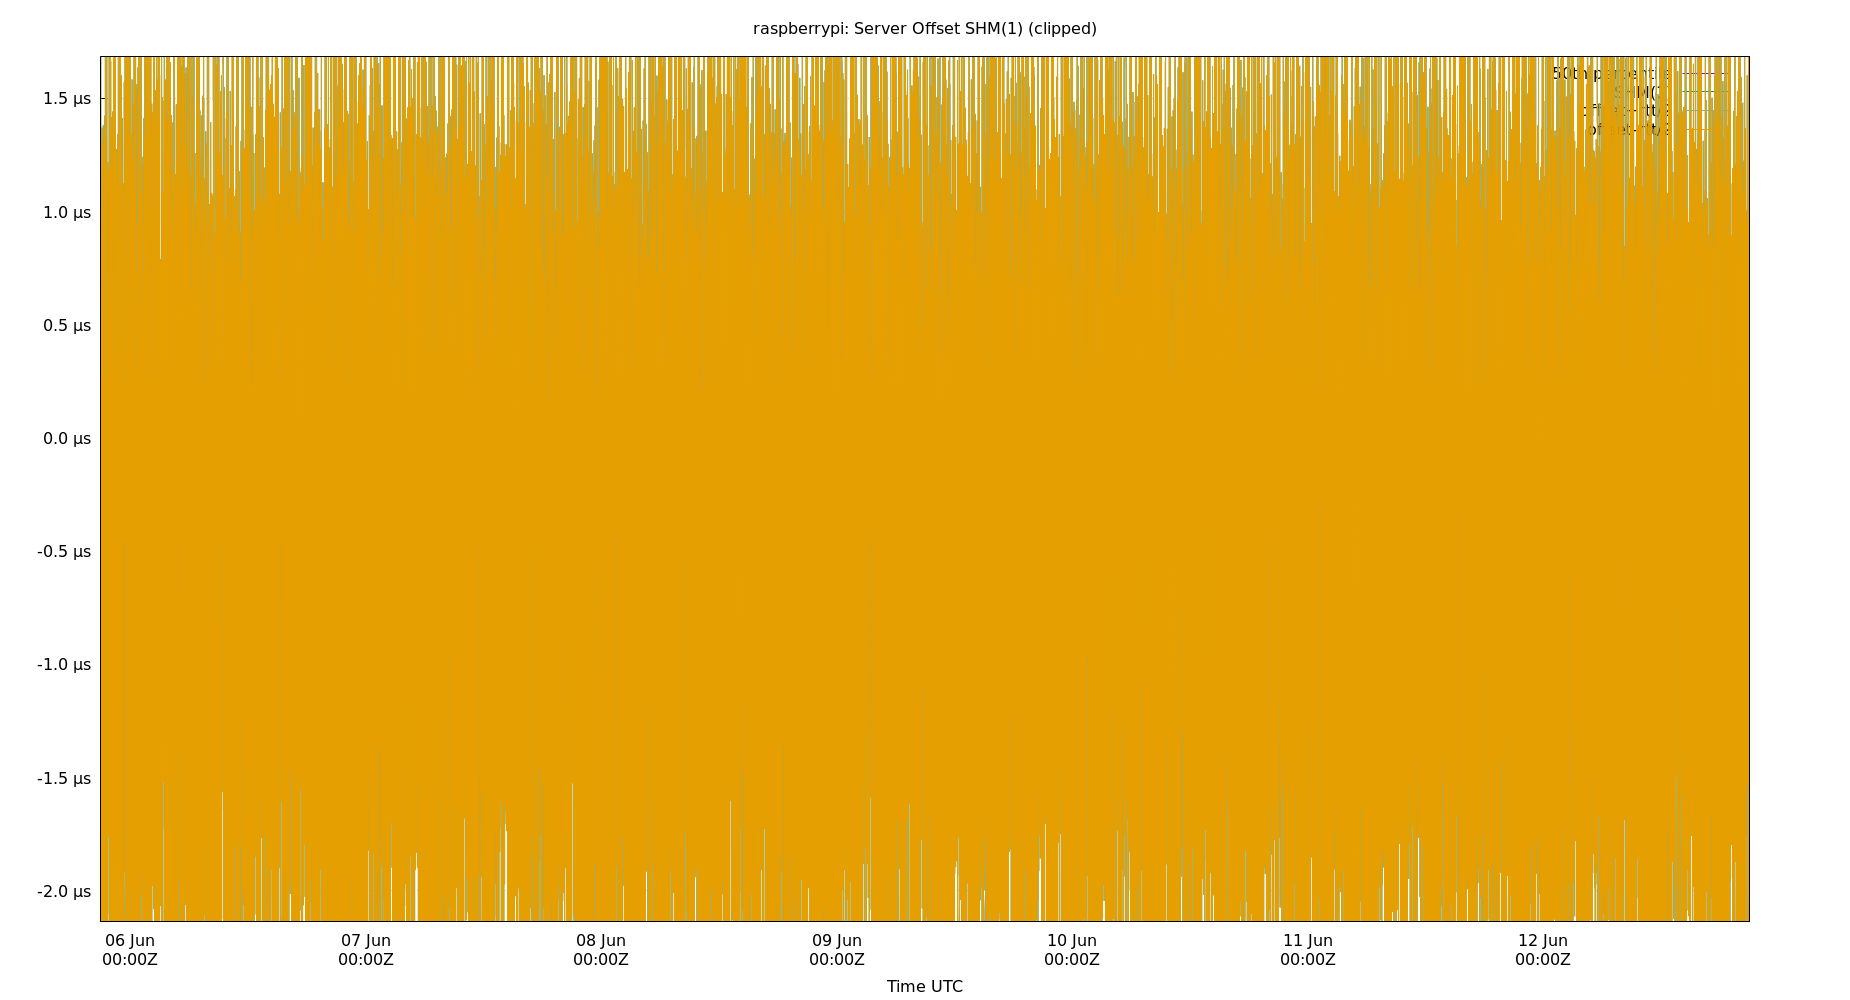 raspberrypi: Server Offset SHM(1) (clipped)
50th percentile
1.5 µs
1.0 µs
0.5 µs
0.0 µs
-0.5 µs
-1.0 µs
-1.5 µs
-2.0 µs
06 Jun 07 Jun 08 Jun 09 Jun 10 Jun 11 Jun 12 Jun
00:00Z 00:00Z 00:00Z 00:00Z 00:00Z 00:00Z 00:00Z
Time UTC